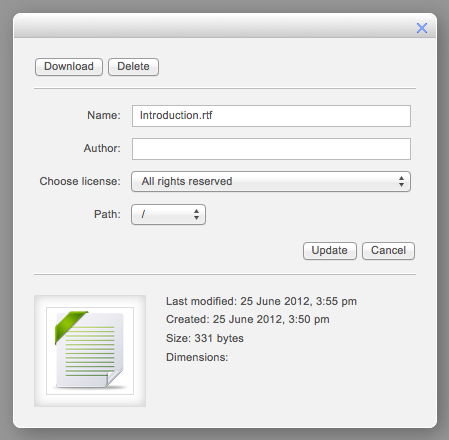 Download Delete
Name: Introduction.rtf
Author:
Choose license: All rights reserved
Path: /
Update Cancel
Last modified: 25 June 2012, 3:55 pm
Created: 25 June 2012, 3:50 pm
Size: 331 bytes
Dimensions: